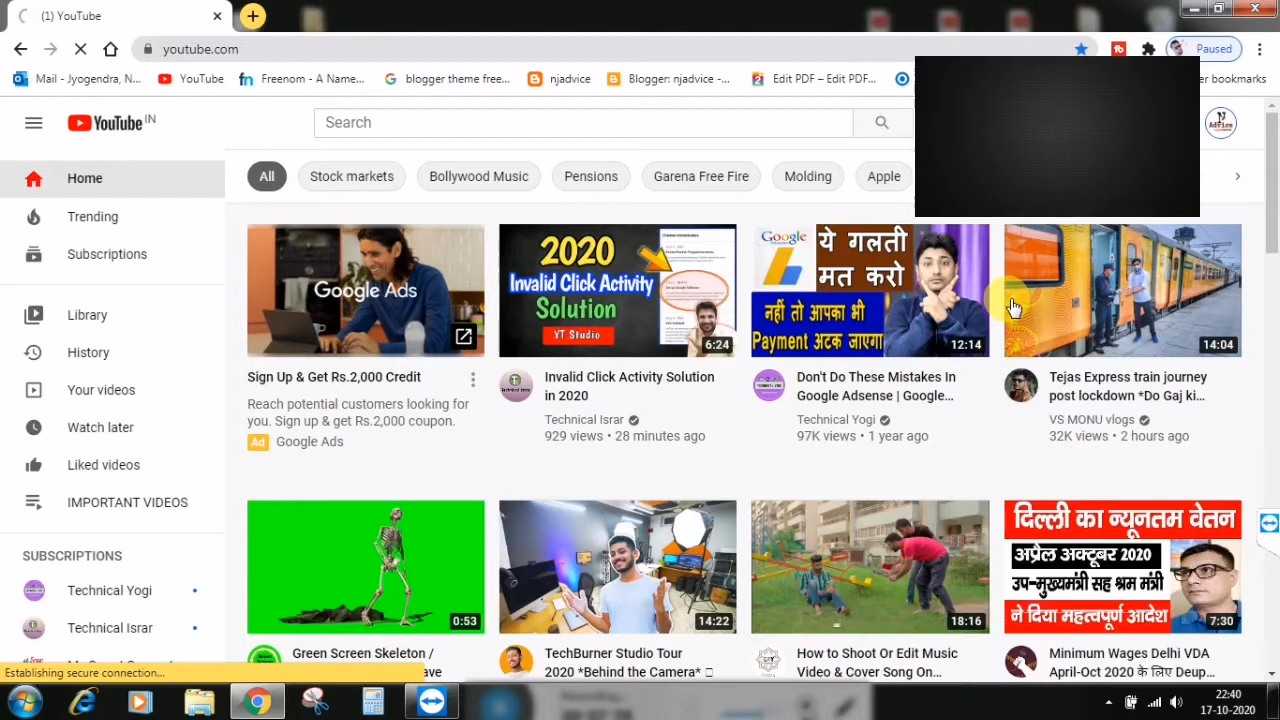 (1) YouTube
youtube.com
Paused
Mail - Jyogendra, N...
YouTube
Freenom - A Name...
blogger theme free...
njadvice
Blogger: njadvice -...
Edit PDF – Edit PDF...
er bookmarks
YouTube IN
Search
Advice
All
Stock markets
Bollywood Music
Pensions
Garena Free Fire
Molding
Apple
Home
Trending
Subscriptions
Library
History
Your videos
Watch later
Liked videos
IMPORTANT VIDEOS
SUBSCRIPTIONS
Technical Yogi
Technical Israr
Google Ads
Sign Up & Get Rs.2,000 Credit
Reach potential customers looking for
you. Sign up & get Rs.2,000 coupon.
Ad Google Ads
2020
Invalid Click Activity
Solution
YT Studio
6:24
Invalid Click Activity Solution
in 2020
Technical Israr
929 views • 28 minutes ago
Google
ये गलती
मत करो
नहीं तो आपका भी
Payment अटक जाएगा
12:14
Don't Do These Mistakes In
Google Adsense | Google...
Technical Yogi
97K views • 1 year ago
14:04
Tejas Express train journey
post lockdown *Do Gaj ki...
VS MONU vlogs
32K views • 2 hours ago
0:53
Green Screen Skeleton /
14:22
TechBurner Studio Tour
2020 *Behind the Camera*
18:16
How to Shoot Or Edit Music
Video & Cover Song On...
दिल्ली का न्यूनतम वेतन
अप्रैल अक्टूबर 2020
उप-मुख्यमंत्री सह श्रम मंत्री
ने दिया महत्वपूर्ण आदेश
7:30
Minimum Wages Delhi VDA
April-Oct 2020 के लिए Deup...
Establishing secure connection...
22:40
17-10-2020